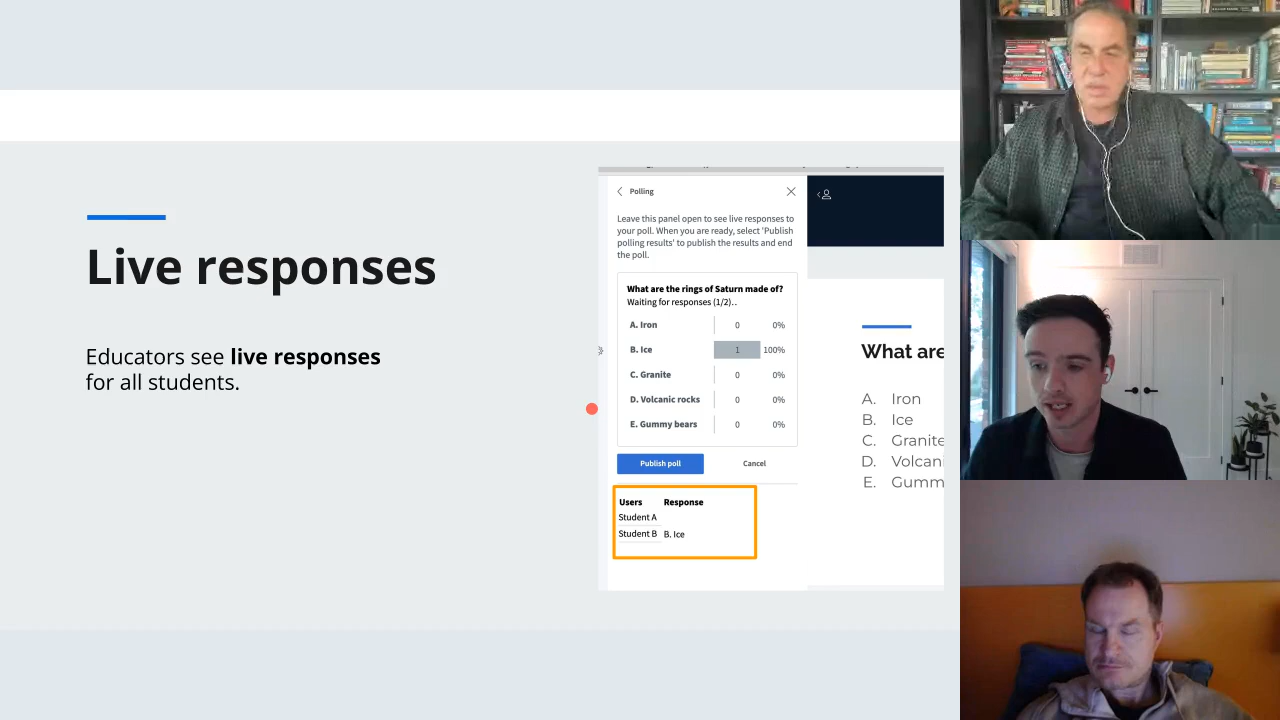 Live responses
Educators see live responses
for all students.
Polling
Leave this panel open to see live responses to
your poll. When you are ready, select 'Publish
polling results' to publish the results and end
the poll.
What are the rings of Saturn made of?
Waiting for responses (1/2)..
A. Iron 0 0%
B. Ice 1 100%
C. Granite 0 0%
D. Volcanic rocks 0 0%
E. Gummy bears 0 0%
Publish poll Cancel
Users Response
Student A
Student B B. Ice
What are
A. Iron
B. Ice
C. Granite
D. Volcani
E. Gumm